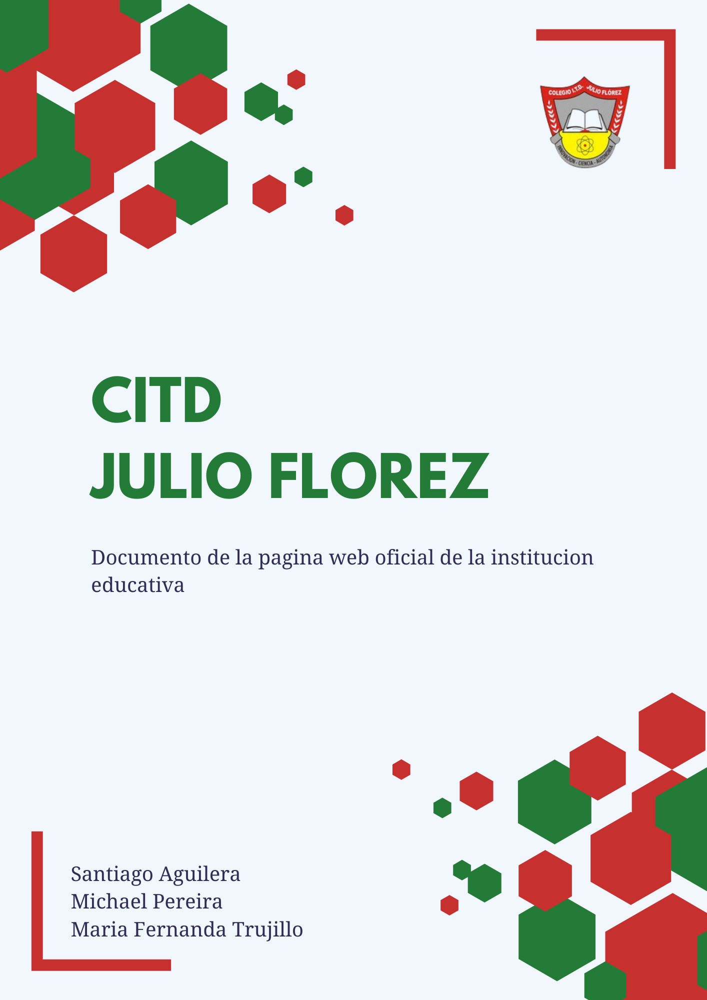 COLEGIO I.T.D. JULIO FLÓREZ
INNOVACION - CIENCIA - AUTONOMIA
CITD
JULIO FLOREZ
Documento de la pagina web oficial de la institucion
educativa
Santiago Aguilera
Michael Pereira
Maria Fernanda Trujillo